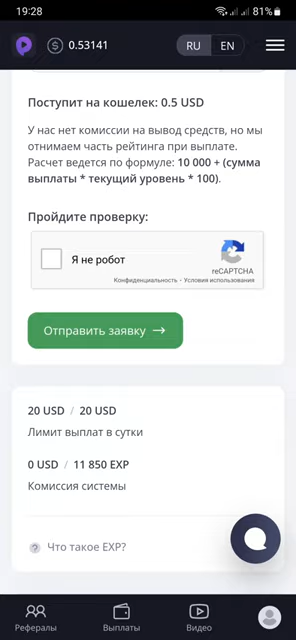 19:28
81%
0.53141
RU EN
Поступит на кошелек: 0.5 USD
У нас нет комиссии на вывод средств, но мы
отнимаем часть рейтинга при выплате.
Расчет ведется по формуле: 10 000 + (сумма
выплаты * текущий уровень * 100).
Пройдите проверку:
Я не робот
reCAPTCHA
Конфиденциальность - Условия использования
Отправить заявку →
20 USD / 20 USD
Лимит выплат в сутки
0 USD / 11 850 EXP
Комиссия системы
? Что такое EXP?
Рефералы Выплаты Видео